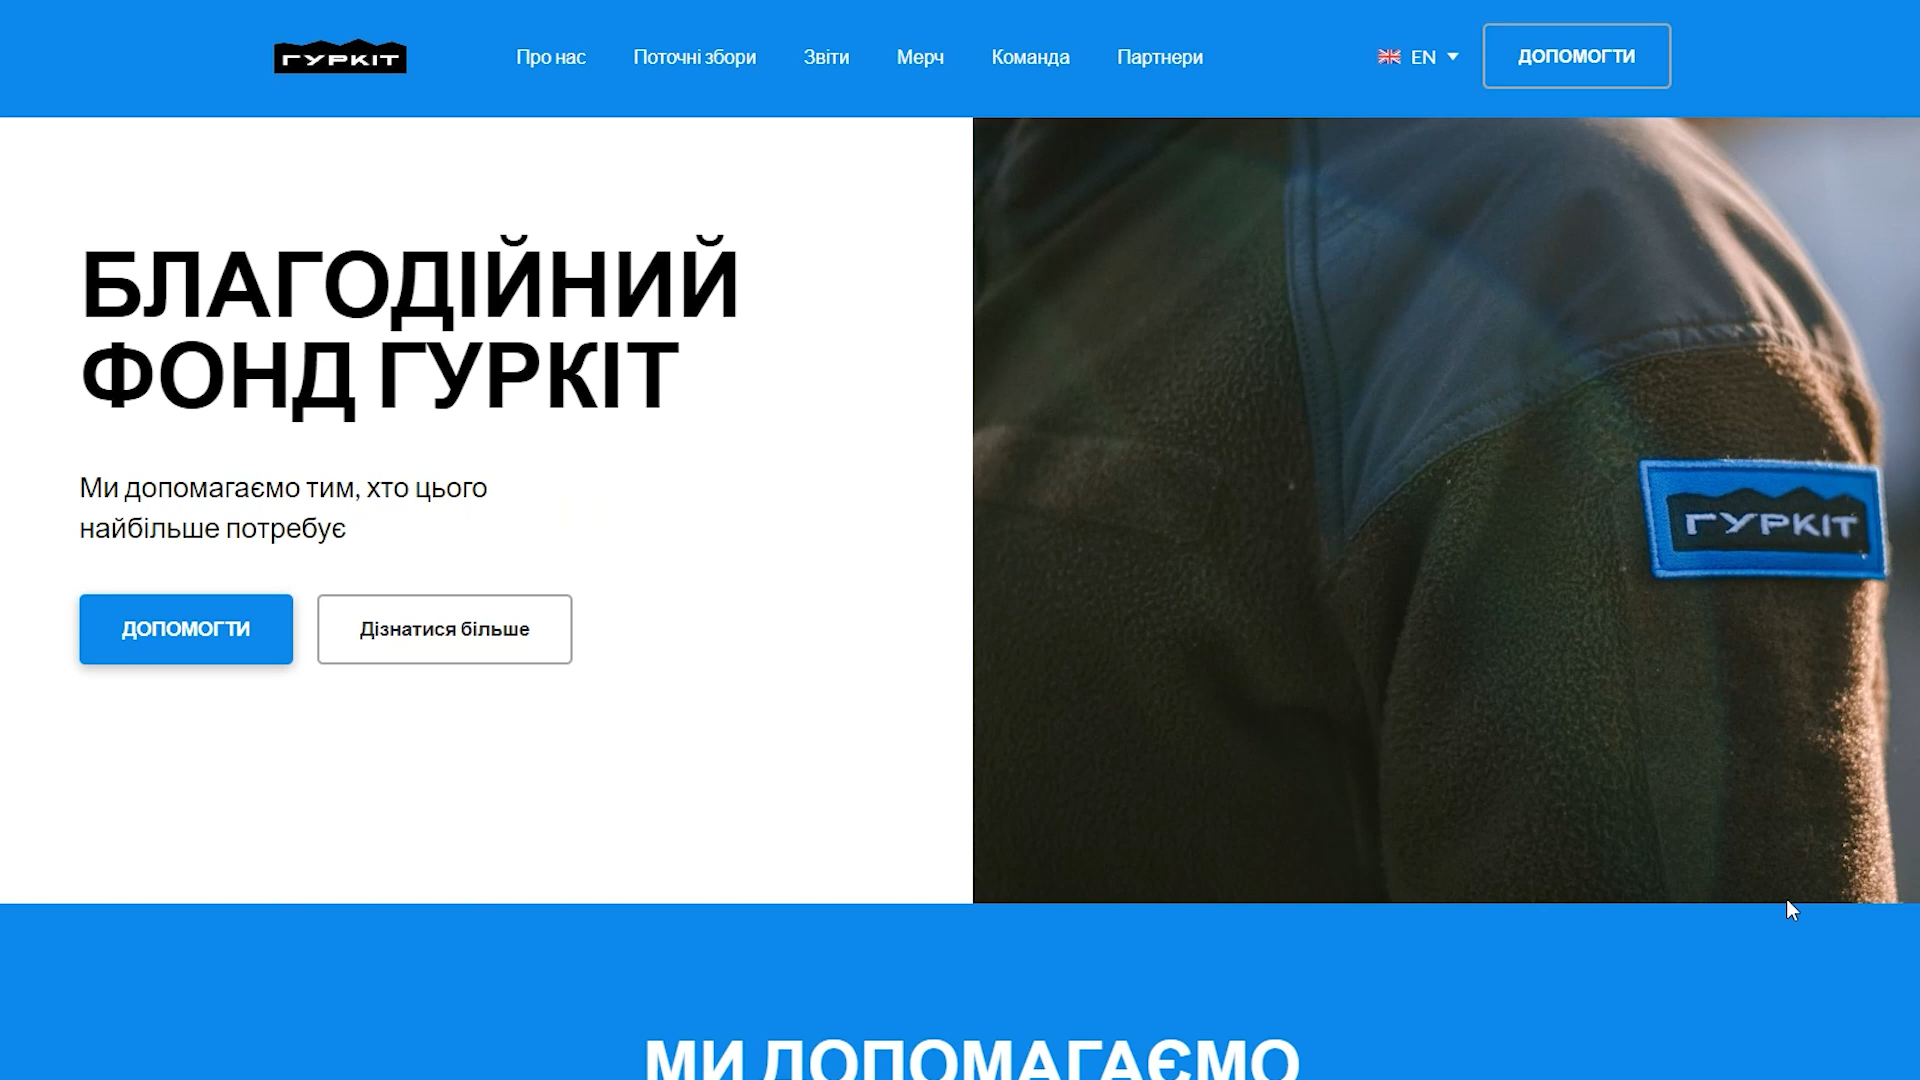 ГУРКІТ
Про нас
Поточні збори
Звіти
Мерч
Команда
Партнери
EN
ДОПОМОГТИ
БЛАГОДІЙНИЙ
ФОНД ГУРКІТ
Ми допомагаємо тим, хто цього
найбільше потребує
ДОПОМОГТИ
Дізнатися більше
ГУРКІТ
МИ ДОПОМАГАЄМО